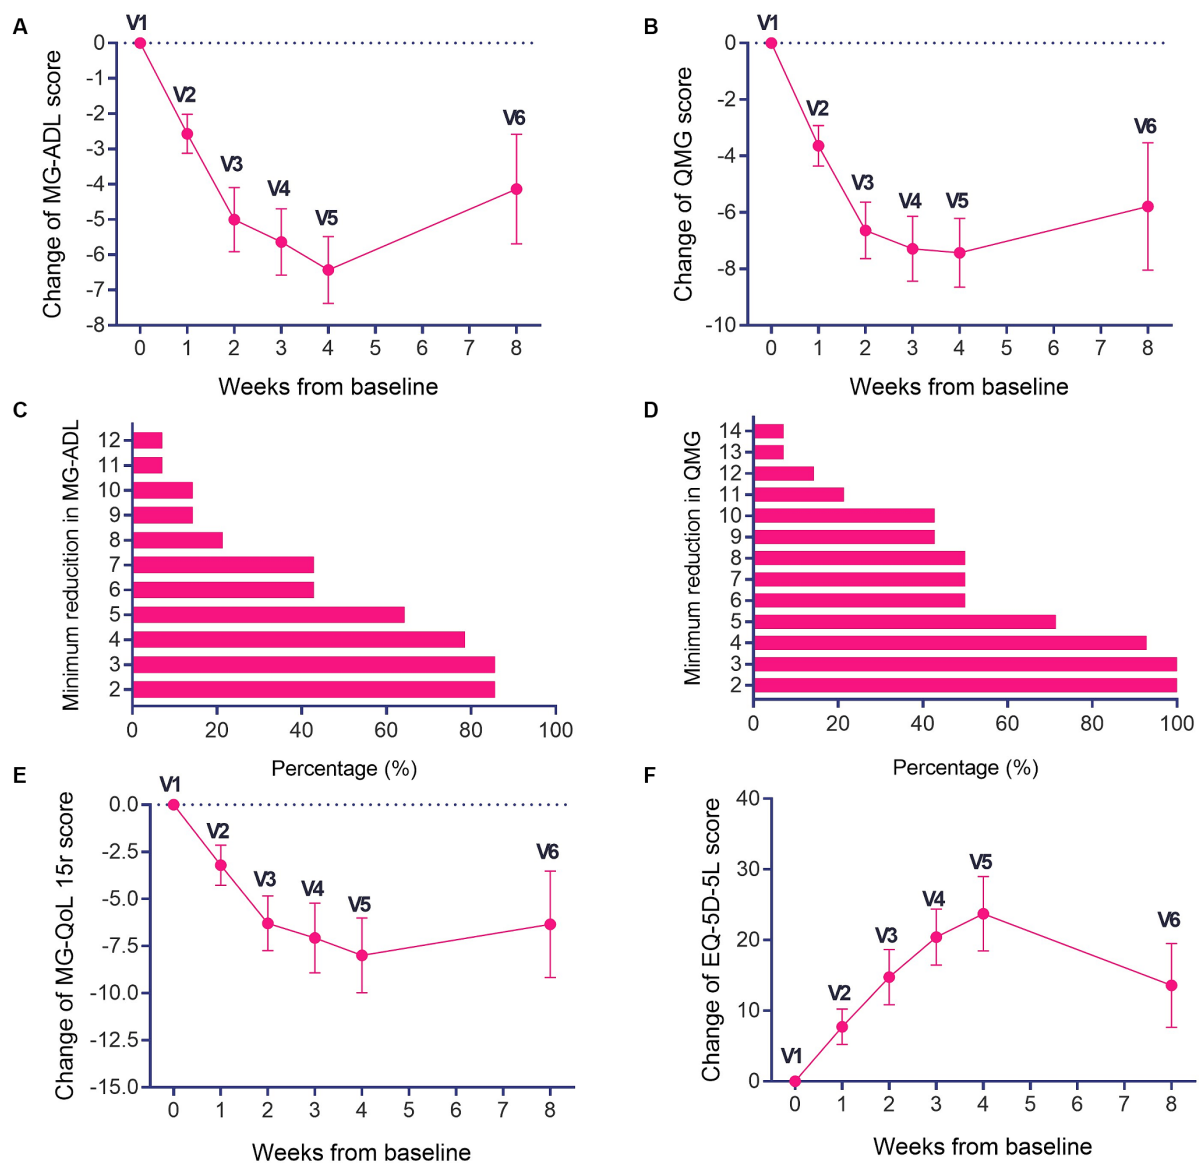 A
Change of MG-ADL score
0
-1
-2
-3
-4
-5
-6
-7
-8
V1
V2
V3
V4
V5
V6
0 1 2 3 4 5 6 7 8
Weeks from baseline
B
Change of QMG score
0
-2
-4
-6
-8
-10
V1
V2
V3
V4
V5
V6
0 1 2 3 4 5 6 7 8
Weeks from baseline
C
Minimum reducition in MG-ADL
12
11
10
9
8
7
6
5
4
3
2
0 20 40 60 80 100
Percentage (%)
D
Minimum reduction in QMG
14
13
12
11
10
9
8
7
6
5
4
3
2
0 20 40 60 80 100
Percentage (%)
E
Change of MG-QoL 15r score
0.0
-2.5
-5.0
-7.5
-10.0
-12.5
-15.0
V1
V2
V3
V4
V5
V6
0 1 2 3 4 5 6 7 8
Weeks from baseline
F
Change of EQ-5D-5L score
40
30
20
10
0
V1
V2
V3
V4
V5
V6
0 1 2 3 4 5 6 7 8
Weeks from baseline